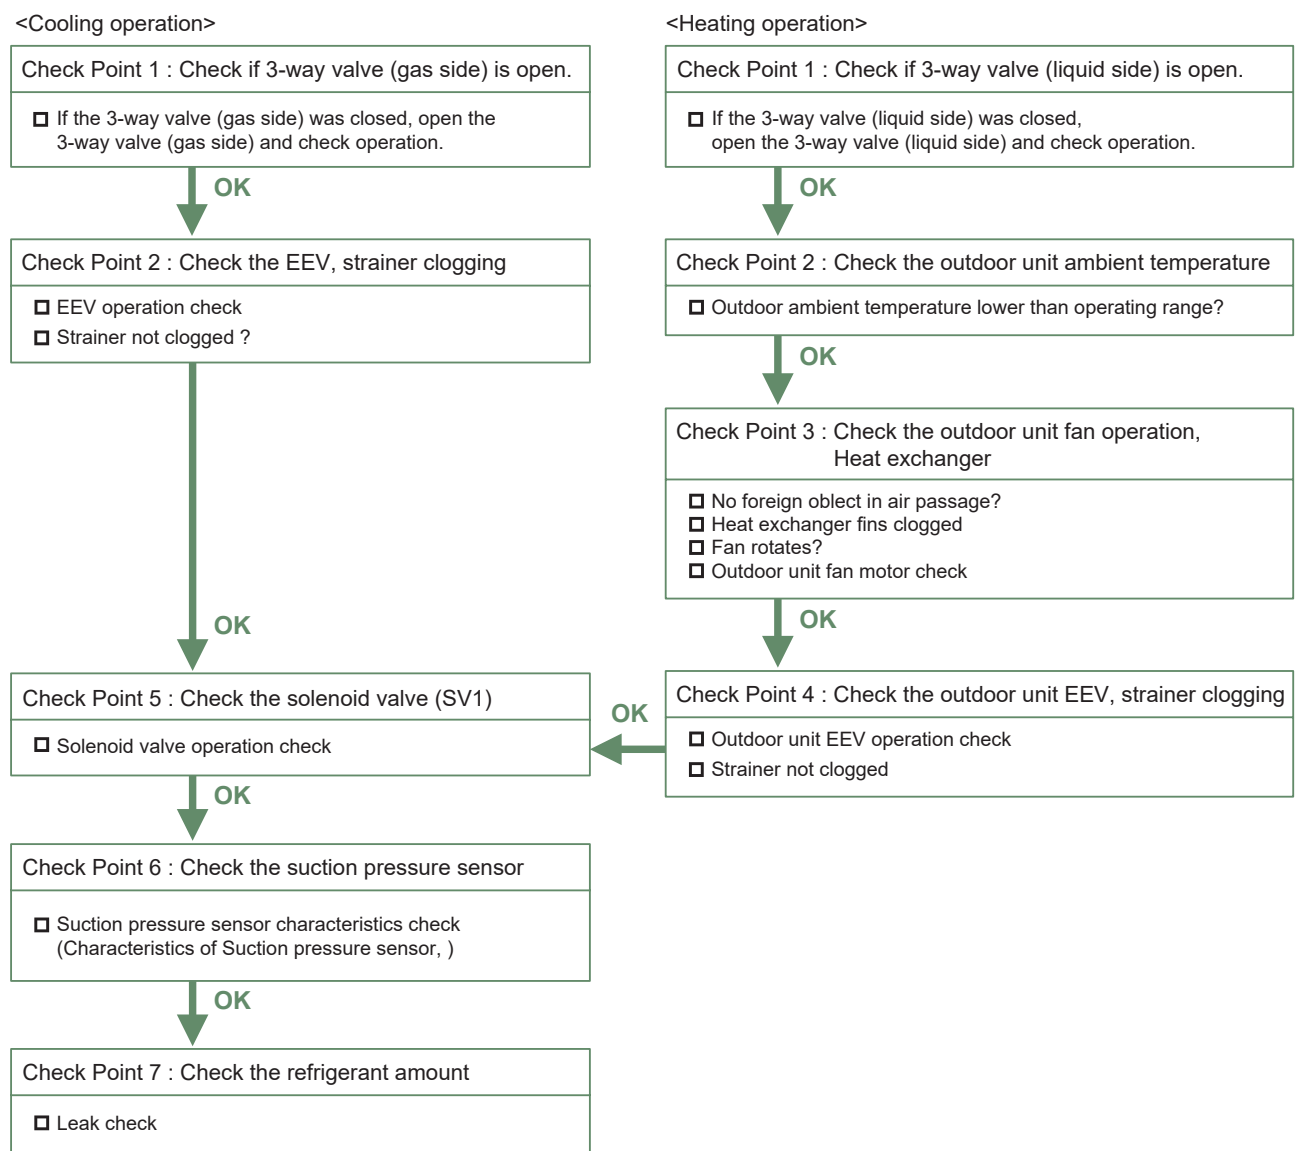 <Cooling operation>
Check Point 1 : Check if 3-way valve (gas side) is open.
If the 3-way valve (gas side) was closed, open the
3-way valve (gas side) and check operation.
OK
Check Point 2 : Check the EEV, strainer clogging
EEV operation check
Strainer not clogged ?
OK
<Heating operation>
Check Point 1 : Check if 3-way valve (liquid side) is open.
If the 3-way valve (liquid side) was closed,
open the 3-way valve (liquid side) and check operation.
OK
Check Point 2 : Check the outdoor unit ambient temperature
Outdoor ambient temperature lower than operating range?
OK
Check Point 3 : Check the outdoor unit fan operation,
Heat exchanger
No foreign oblect in air passage?
Heat exchanger fins clogged
Fan rotates?
Outdoor unit fan motor check
OK
Check Point 4 : Check the outdoor unit EEV, strainer clogging
Outdoor unit EEV operation check
Strainer not clogged
OK
Check Point 5 : Check the solenoid valve (SV1)
Solenoid valve operation check
OK
Check Point 6 : Check the suction pressure sensor
Suction pressure sensor characteristics check
(Characteristics of Suction pressure sensor, )
OK
Check Point 7 : Check the refrigerant amount
Leak check